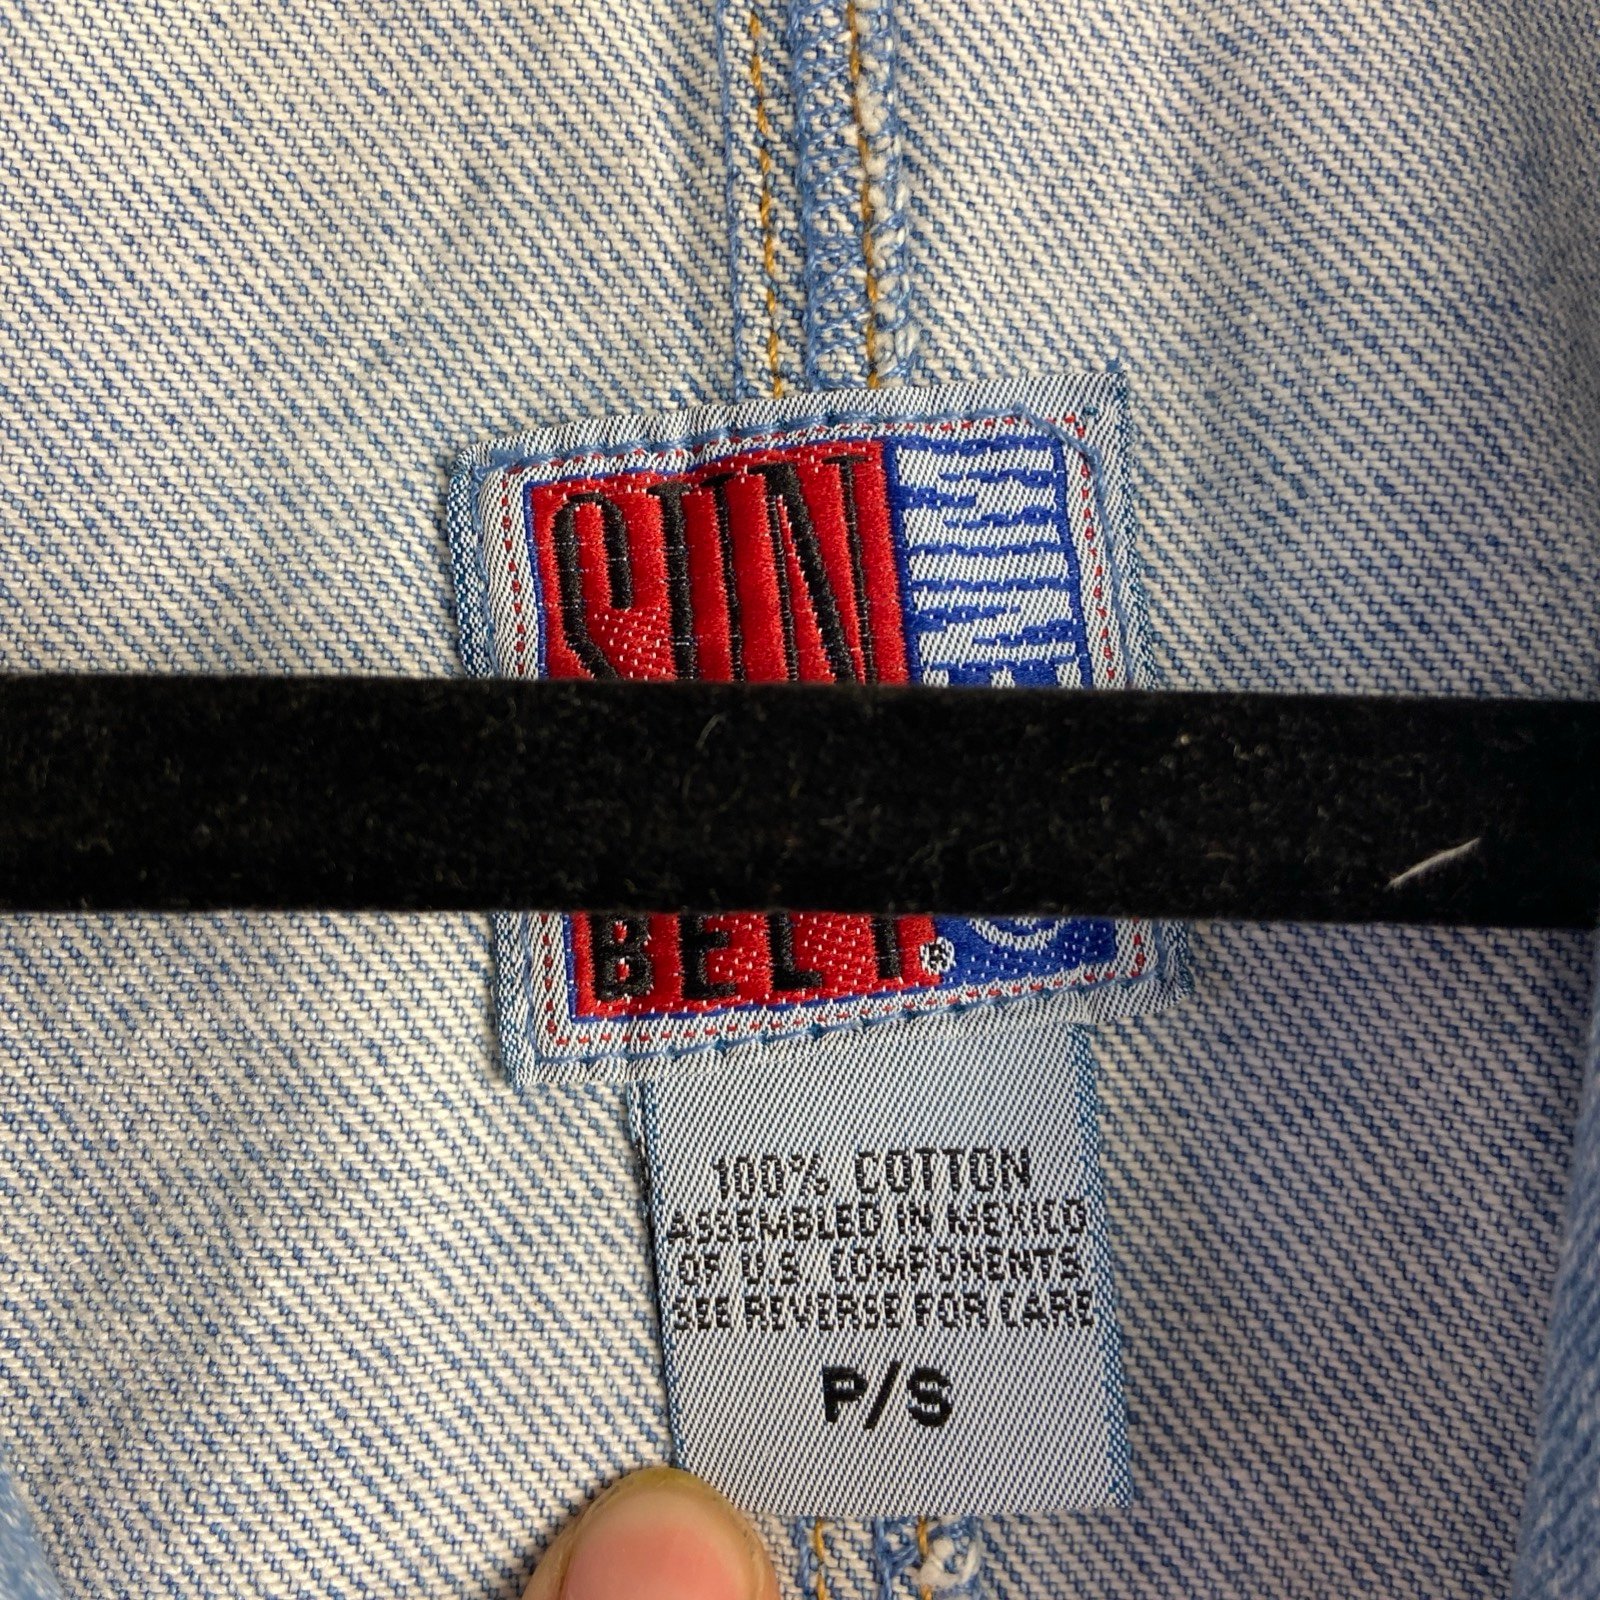 SUN
BELT.®
100% COTTON
ASSEMBLED IN MEXICO
OF U.S COMPONENTS
SEE REVERSE FOR CARE
P/S